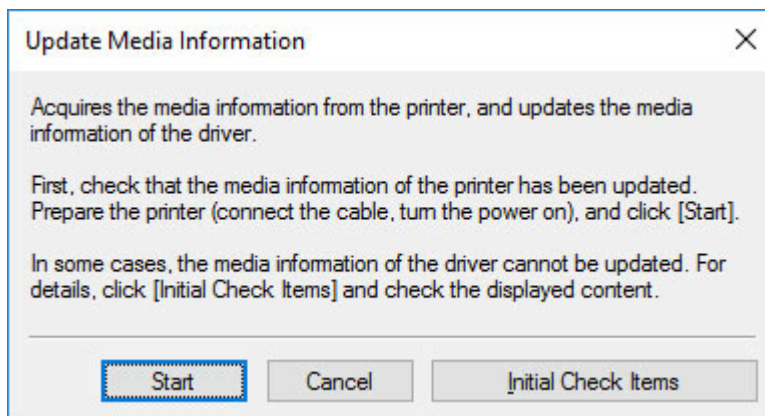 Update Media Information
Acquires the media information from the printer, and updates the media
information of the driver.
First, check that the media information of the printer has been updated.
Prepare the printer (connect the cable, turn the power on), and click [Start].
In some cases, the media information of the driver cannot be updated. For
details, click [Initial Check Items] and check the displayed content.
Start
Cancel
Initial Check Items